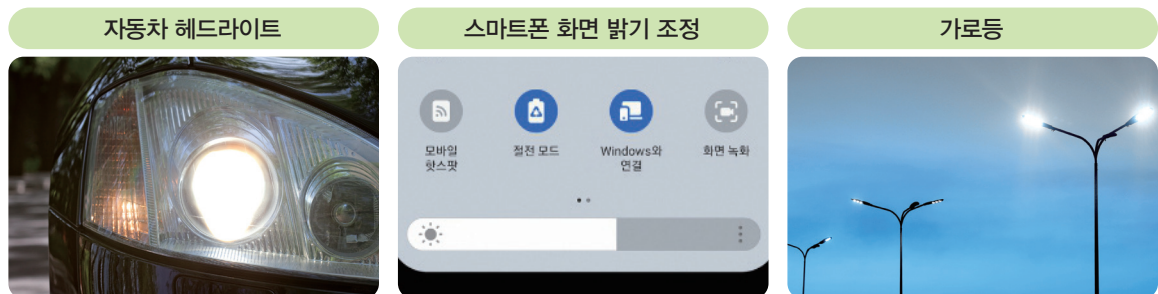 자동차 헤드라이트
스마트폰 화면 밝기 조정
가로등
모바일
핫스팟
절전 모드
Windows와
연결
화면 녹화